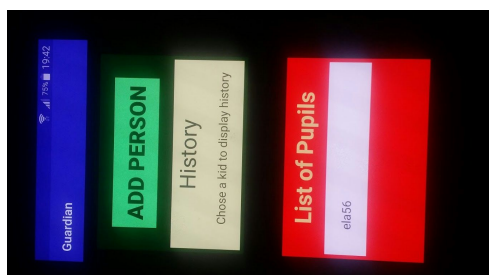 75% 19:42
Guardian
ADD PERSON
History
Chose a kid to display history
List of Pupils
ela56